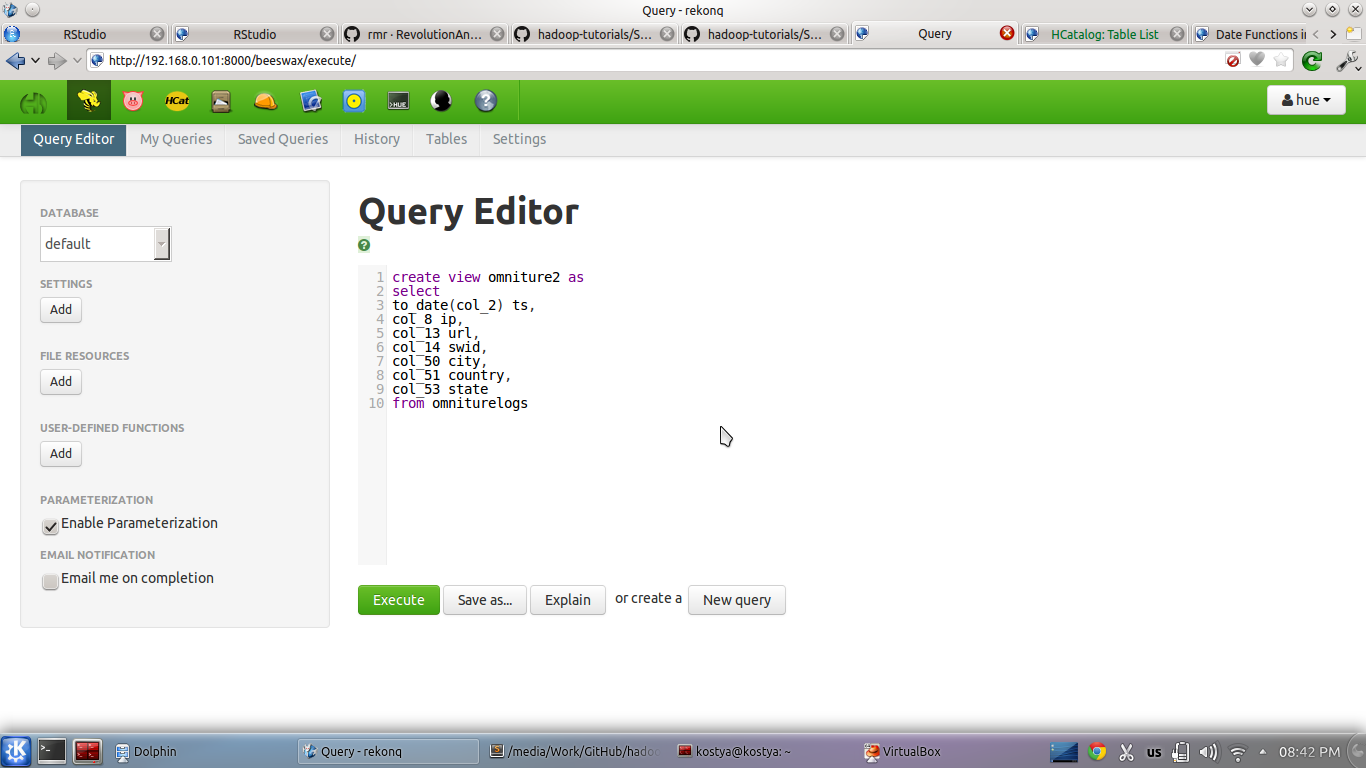 Query - rekonq
RStudio
RStudio
rmr · RevolutionAn...
hadoop-tutorials/S...
hadoop-tutorials/S...
Query
HCatalog: Table List
Date Functions in
http://192.168.0.101:8000/beeswax/execute/
HCat
>HUE
?
hue
Query Editor
My Queries
Saved Queries
History
Tables
Settings
DATABASE
default
SETTINGS
Add
FILE RESOURCES
Add
USER-DEFINED FUNCTIONS
Add
PARAMETERIZATION
Enable Parameterization
EMAIL NOTIFICATION
Email me on completion
Query Editor
?
1 create view omniture2 as
2 select
3 to_date(col_2) ts,
4 col_8 ip,
5 col_13 url,
6 col_14 swid,
7 col_50 city,
8 col_51 country,
9 col_53 state
10 from omniturelogs
Execute
Save as...
Explain
or create a
New query
Dolphin
Query - rekonq
/media/Work/GitHub/hado
kostya@kostya: ~
VirtualBox
us
08:42 PM